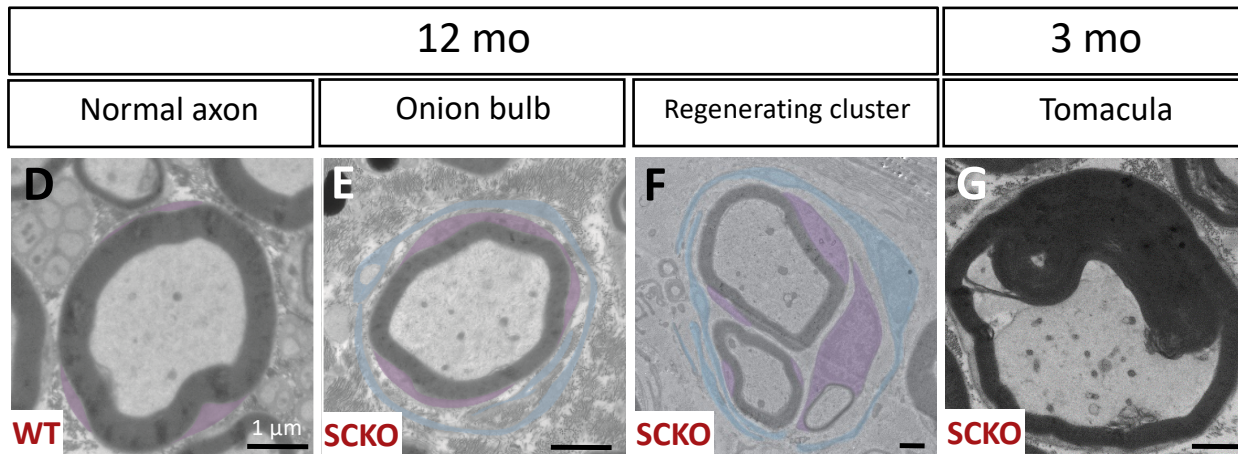 12 mo
3 mo
Normal axon
Onion bulb
Regenerating cluster
Tomacula
D
E
F
G
WT
1 µm
SCKO
SCKO
SCKO